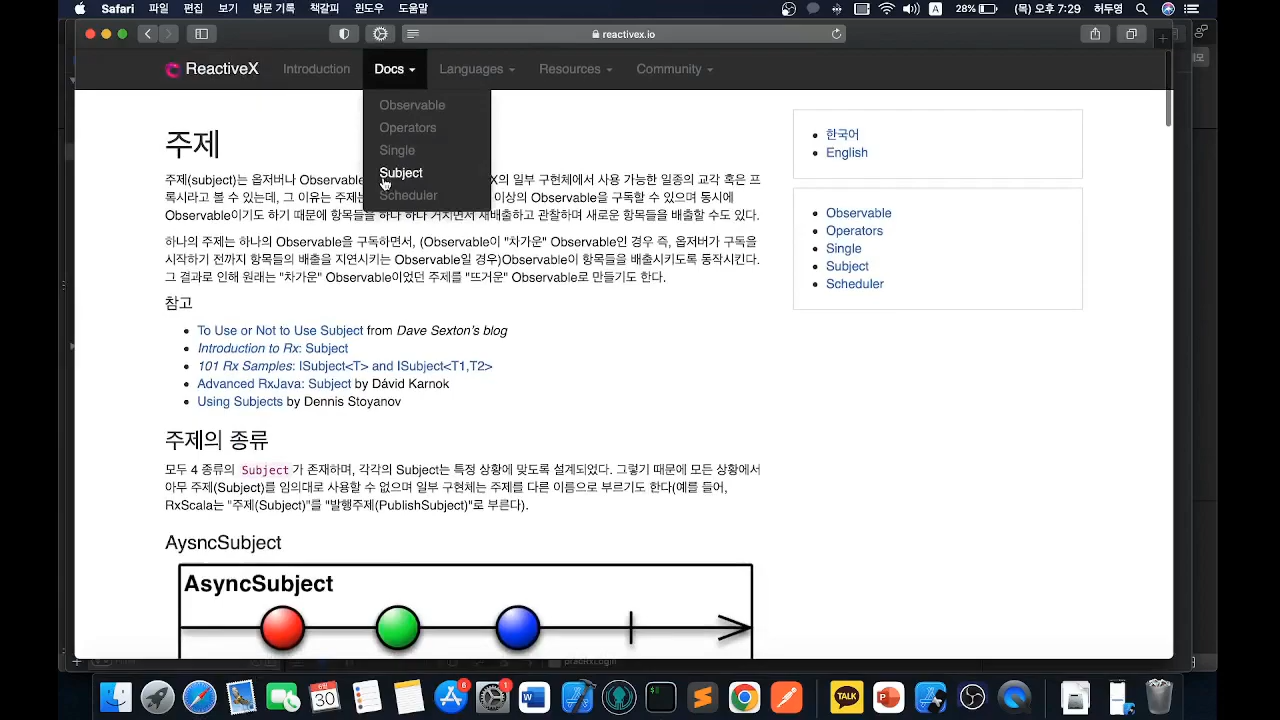 Safari 파일 편집 보기 방문 기록 책갈피 윈도우 도움말 A 28% (목) 오후 7:29 허두영
reactivex.io
ReactiveX Introduction Docs Languages Resources Community
Observable
Operators
Single
Subject
Scheduler
주제
주제(subject)는 옵저버나 Observable X의 일부 구현체에서 사용 가능한 일종의 교각 혹은 프
록시라고 볼 수 있는데, 그 이유는 주제는 이상의 Observable을 구독할 수 있으며 동시에
Observable이기도 하기 때문에 항목들을 하나 하나 거치면서 재배출하고 관찰하며 새로운 항목들을 배출할 수도 있다.
하나의 주제는 하나의 Observable을 구독하면서, (Observable이 "차가운" Observable인 경우 즉, 옵저버가 구독을
시작하기 전까지 항목들의 배출을 지연시키는 Observable일 경우)Observable이 항목들을 배출시키도록 동작시킨다.
그 결과로 인해 원래는 "차가운" Observable이었던 주제를 "뜨거운" Observable로 만들기도 한다.
참고
To Use or Not to Use Subject from Dave Sexton's blog
Introduction to Rx: Subject
101 Rx Samples: ISubject<T> and ISubject<T1,T2>
Advanced RxJava: Subject by Dávid Karnok
Using Subjects by Dennis Stoyanov
주제의 종류
모두 4 종류의 Subject 가 존재하며, 각각의 Subject는 특정 상황에 맞도록 설계되었다. 그렇기 때문에 모든 상황에서
아무 주제(Subject)를 임의대로 사용할 수 없으며 일부 구현체는 주제를 다른 이름으로 부르기도 한다(예를 들어,
RxScala는 "주제(Subject)"를 "발행주제(PublishSubject)"로 부른다).
AysncSubject
AsyncSubject
한국어
English
Observable
Operators
Single
Subject
Scheduler
30
6
1
W
TALK
P